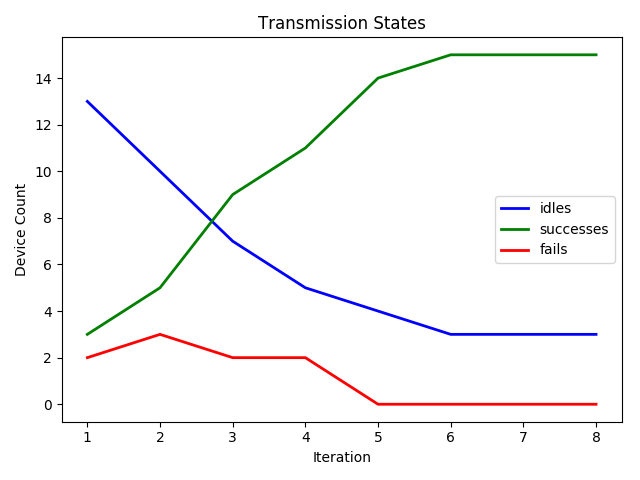 Transmission States
Device Count
14
12
10
8
6
4
2
0
idles
successes
fails
1 2 3 4 5 6 7 8
Iteration